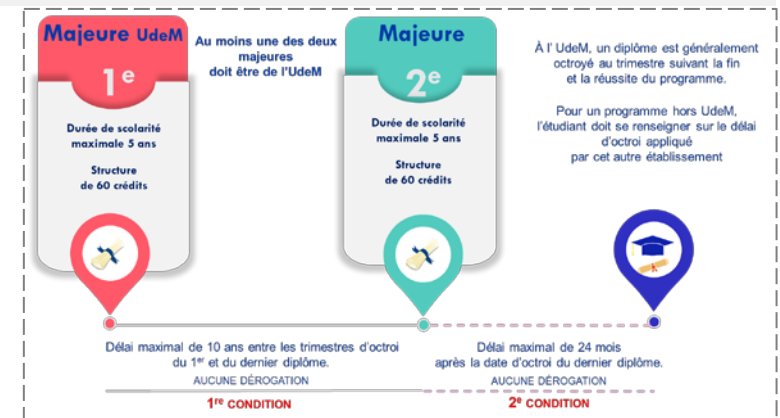 Majeure UdeM
1e
Durée de scolarité
maximale 5 ans
Structure
de 60 crédits
Au moins une des deux
majeures
doit être de l'UdeM
Majeure
2e
Durée de scolarité
maximale 5 ans
Structure
de 60 crédits
À l' UdeM, un diplôme est généralement
octroyé au trimestre suivant la fin
et la réussite du programme.
Pour un programme hors UdeM,
l'étudiant doit se renseigner sur le délai
d'octroi appliqué
par cet autre établissement
Délai maximal de 10 ans entre les trimestres d'octroi
du 1er et du dernier diplôme.
AUCUNE DÉROGATION
1re CONDITION
Délai maximal de 24 mois
après la date d'octroi du dernier diplôme.
AUCUNE DÉROGATION
2e CONDITION